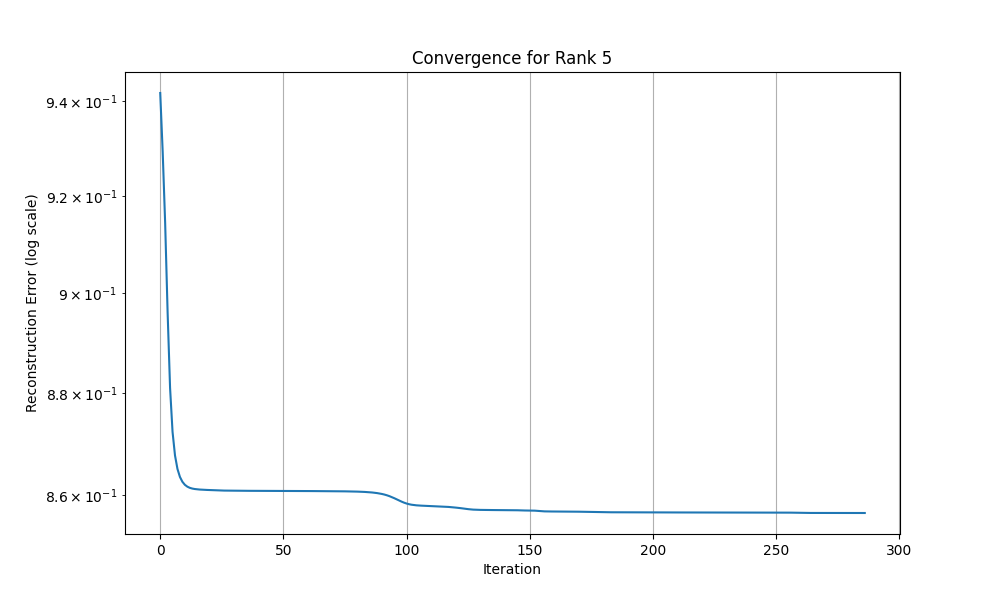 Convergence for Rank 5
Reconstruction Error (log scale)
9.4 × 10⁻¹
9.2 × 10⁻¹
9 × 10⁻¹
8.8 × 10⁻¹
8.6 × 10⁻¹
0 50 100 150 200 250 300
Iteration